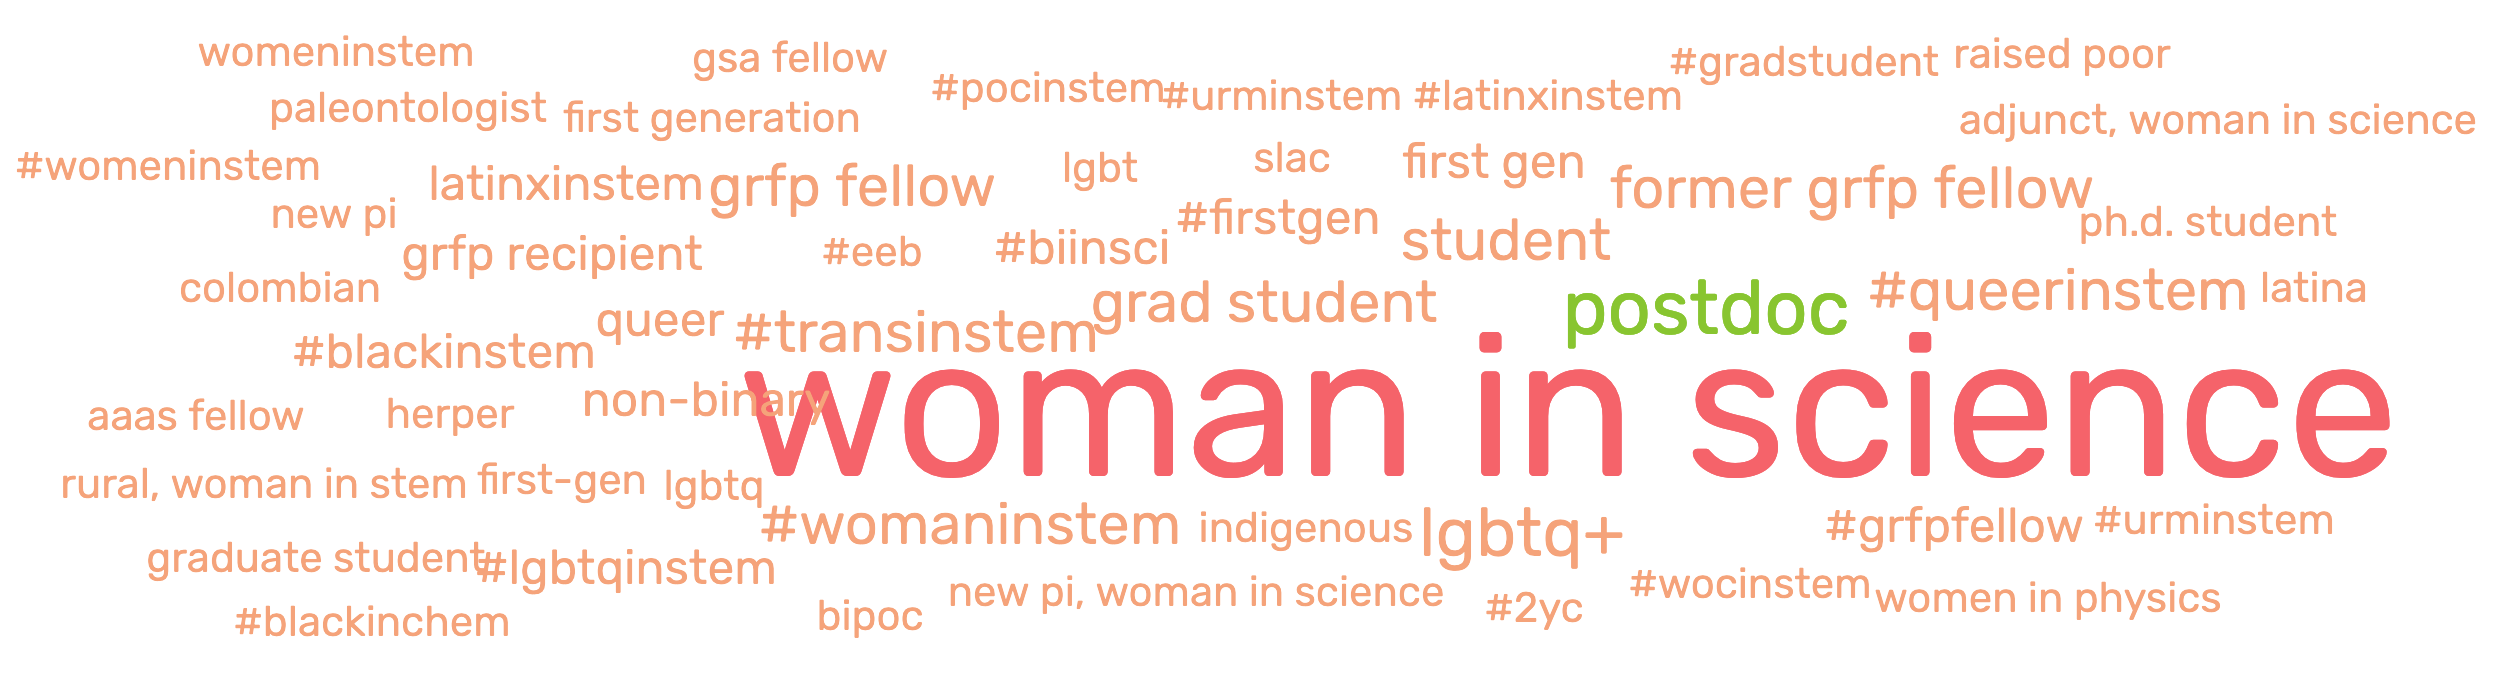 womeninstem
gsa fellow
#gradstudent
raised poor
paleontologist
first generation
#pocinstem
#urminstem
#latinxinstem
adjunct, woman in science
#womeninstem
latinxinstem
grfp fellow
lgbt
slac
first gen
former grfp fellow
new pi
#firstgen
ph.d. student
grfp recipient
#eeb
#biinsci
student
colombian
grad student
postdoc
#queerinstem
latina
queer
#transinstem
#blackinstem
woman in science
aas fellow
herper
non-binary
rural, woman in stem
first-gen
lgbtq
#womaninstem
indigenous
lgbtq+
#grfpfellow
#urminstem
graduate student
#lgbtqinstem
new pi, woman in science
#wocinstem
women in physics
#blackinchem
bipoc
#2yc